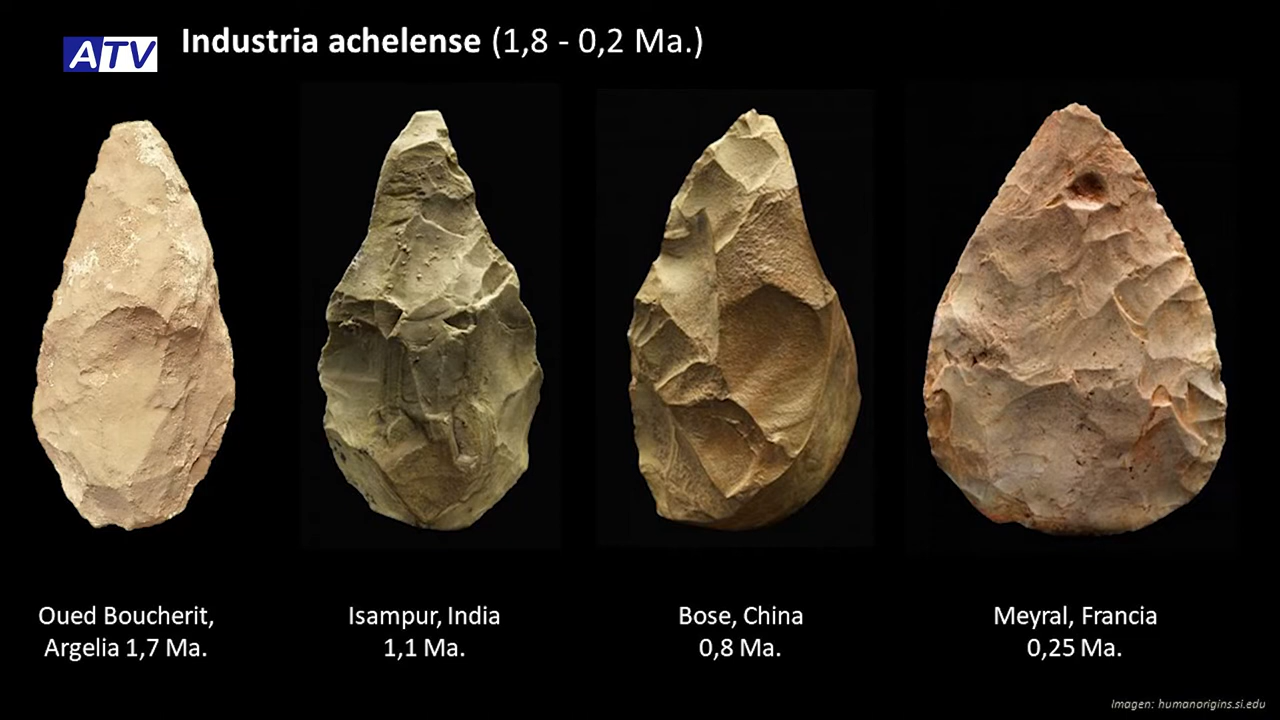 ATV
Industria achelense (1,8 - 0,2 Ma.)
Oued Boucherit,
Argelia 1,7 Ma.
Isampur, India
1,1 Ma.
Bose, China
0,8 Ma.
Meyral, Francia
0,25 Ma.
Imagen: humanorigins.si.edu